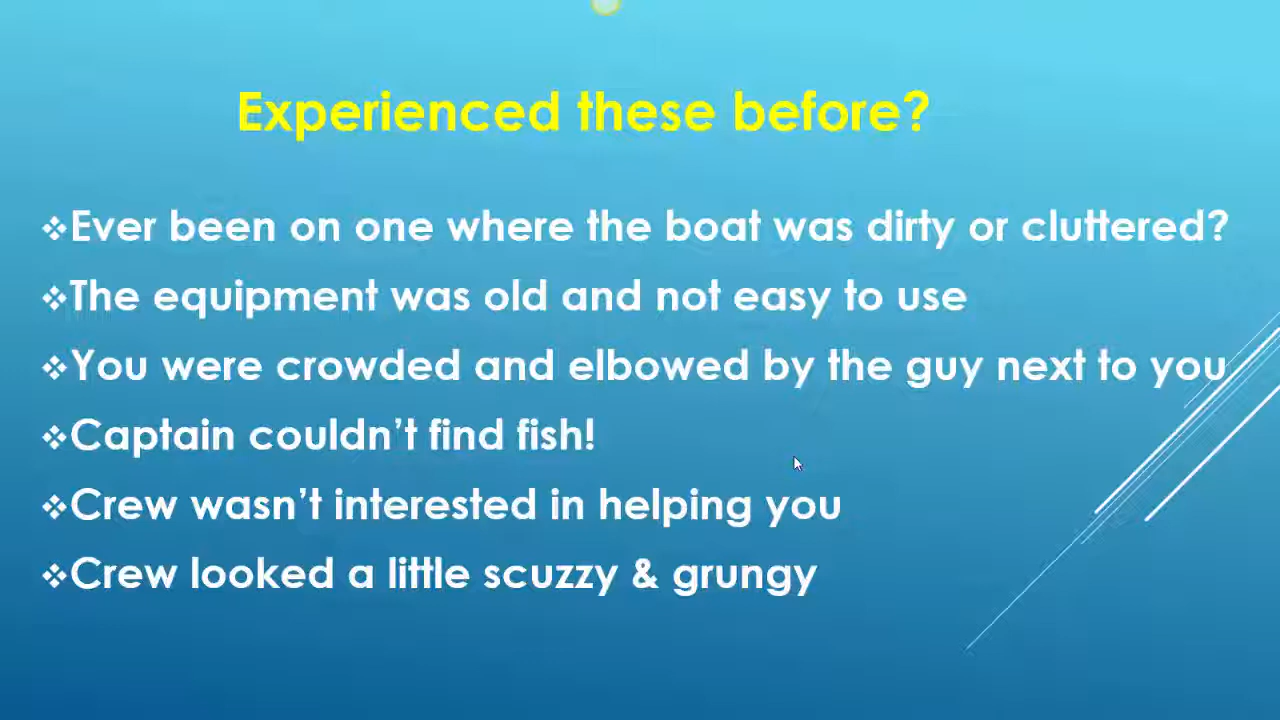 Experienced these before?
❖Ever been on one where the boat was dirty or cluttered?
❖The equipment was old and not easy to use
❖You were crowded and elbowed by the guy next to you
❖Captain couldn’t find fish!
❖Crew wasn’t interested in helping you
❖Crew looked a little scuzzy & grungy